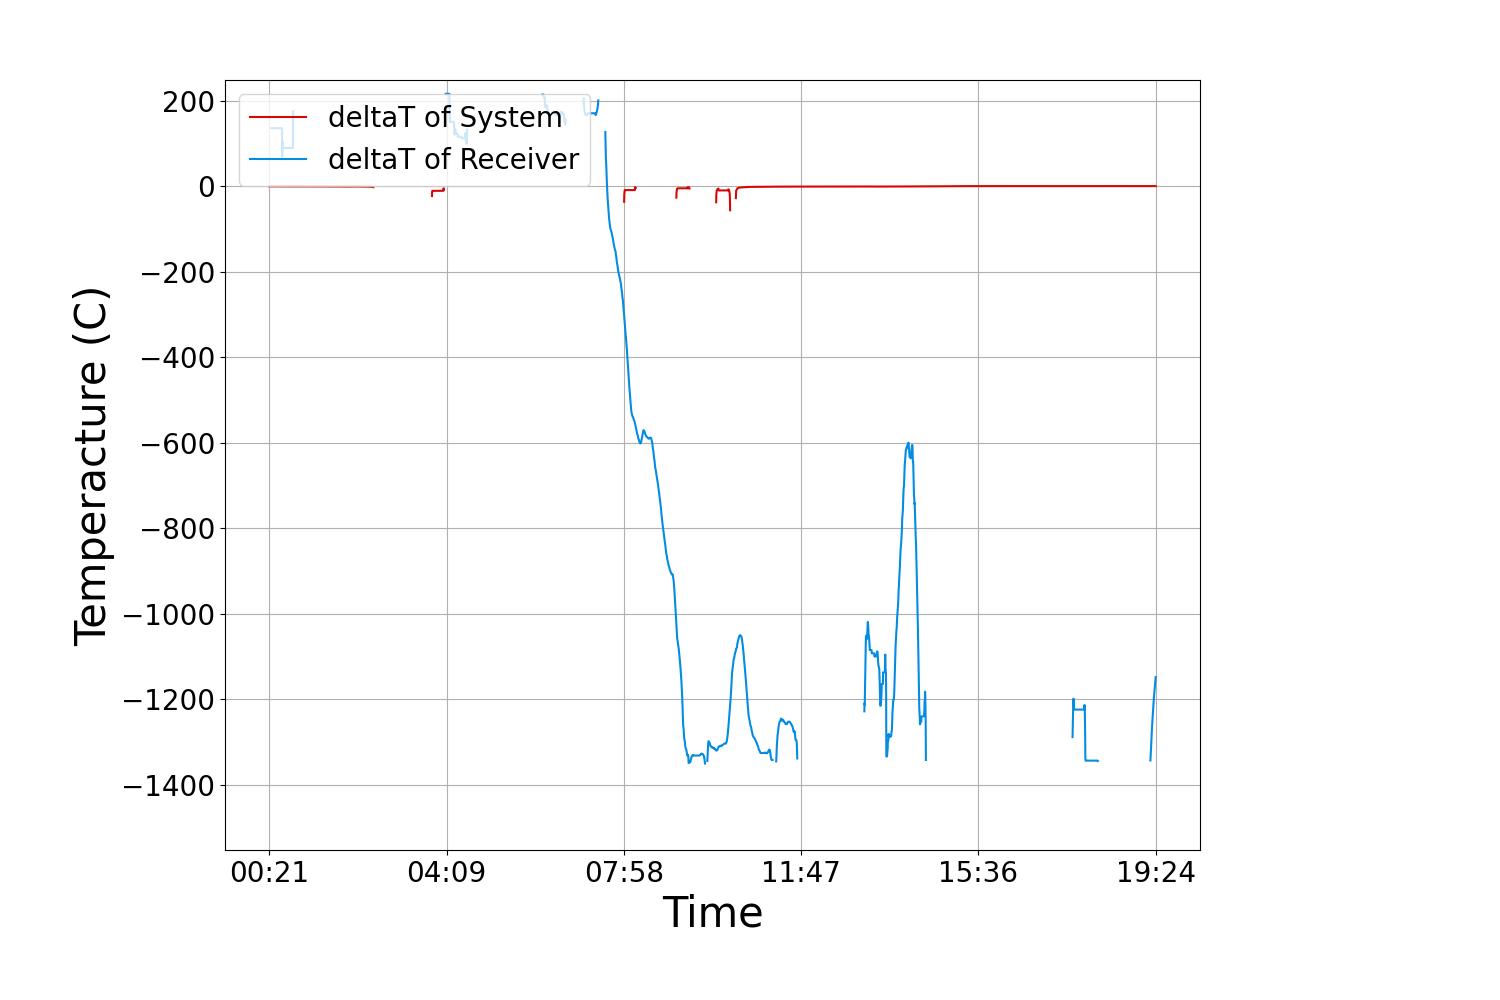 200
0
−200
−400
−600
−800
−1000
−1200
−1400
Temperacture (C)
deltaT of System
deltaT of Receiver
00:21 04:09 07:58 11:47 15:36 19:24
Time